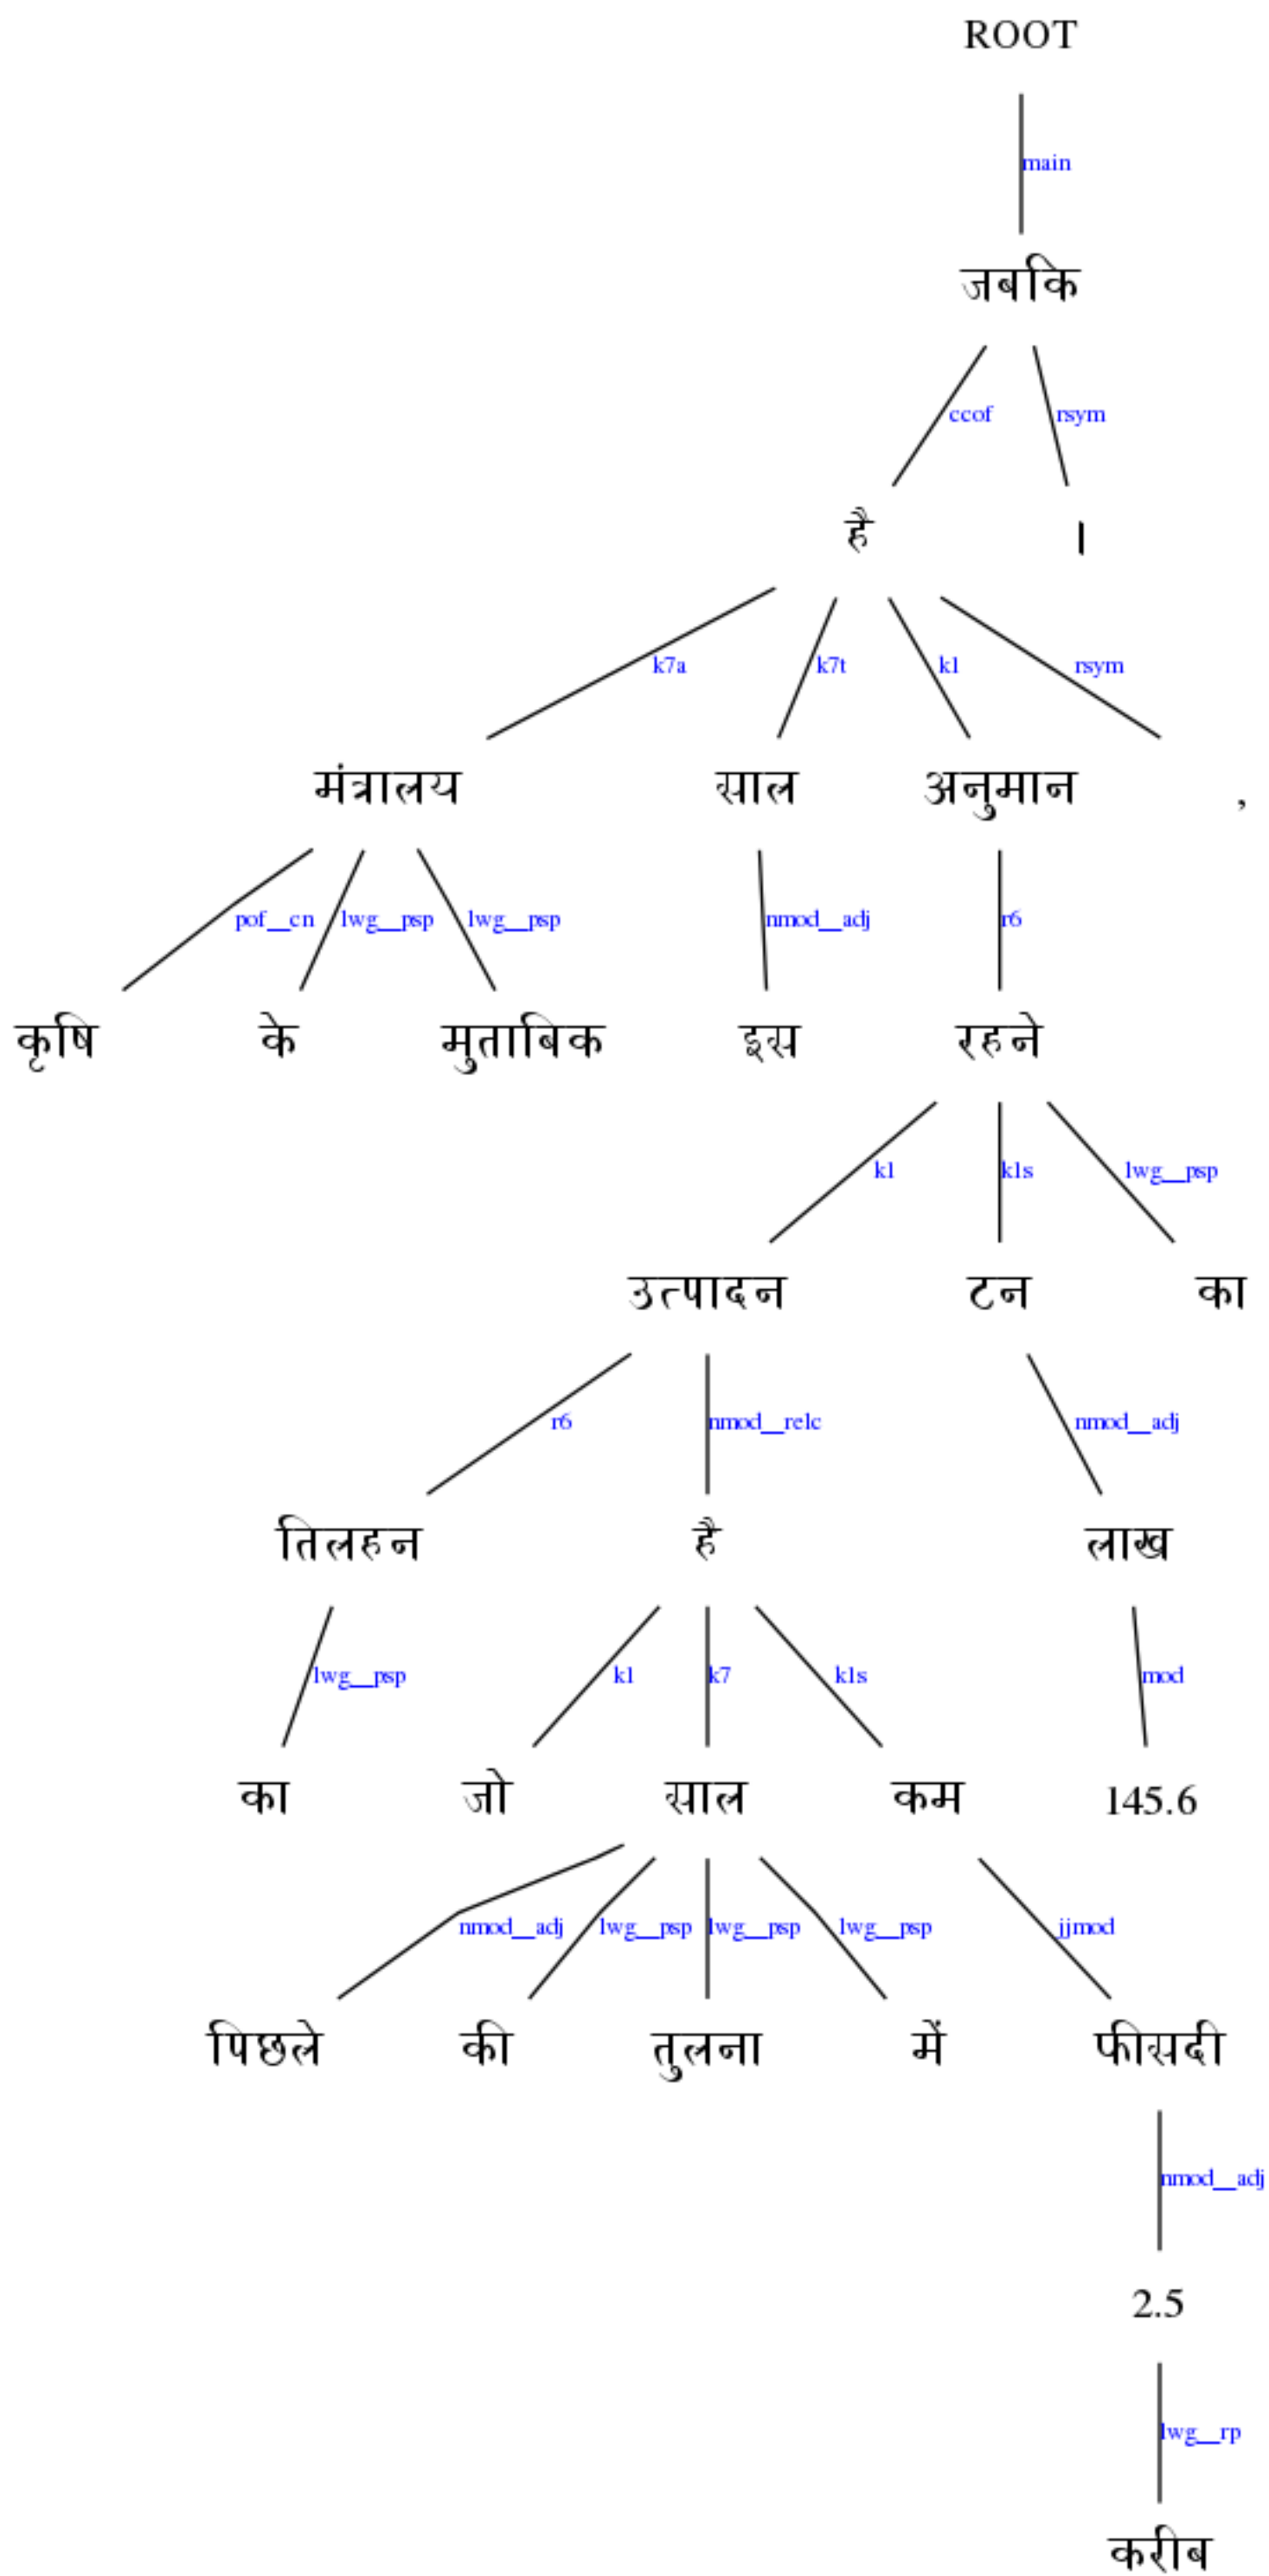 ROOT
main
जबकि
ccof rsym
है ।
k7a k7t k1 rsym
मंत्रालय साल अनुमान ,
pof__cn lwg__psp lwg__psp nmod__adj r6
कृषि के मुताबिक इस रहने
k1 k1s lwg__psp
उत्पादन टन का
r6 nmod__relc nmod__adj
तिलहन है लाख
lwg__psp k1 k7 k1s mod
का जो साल कम 145.6
nmod__adj lwg__psp lwg__psp lwg__psp jjmod
पिछले की तुलना में फीसदी
nmod__adj
2.5
lwg__rp
करीब